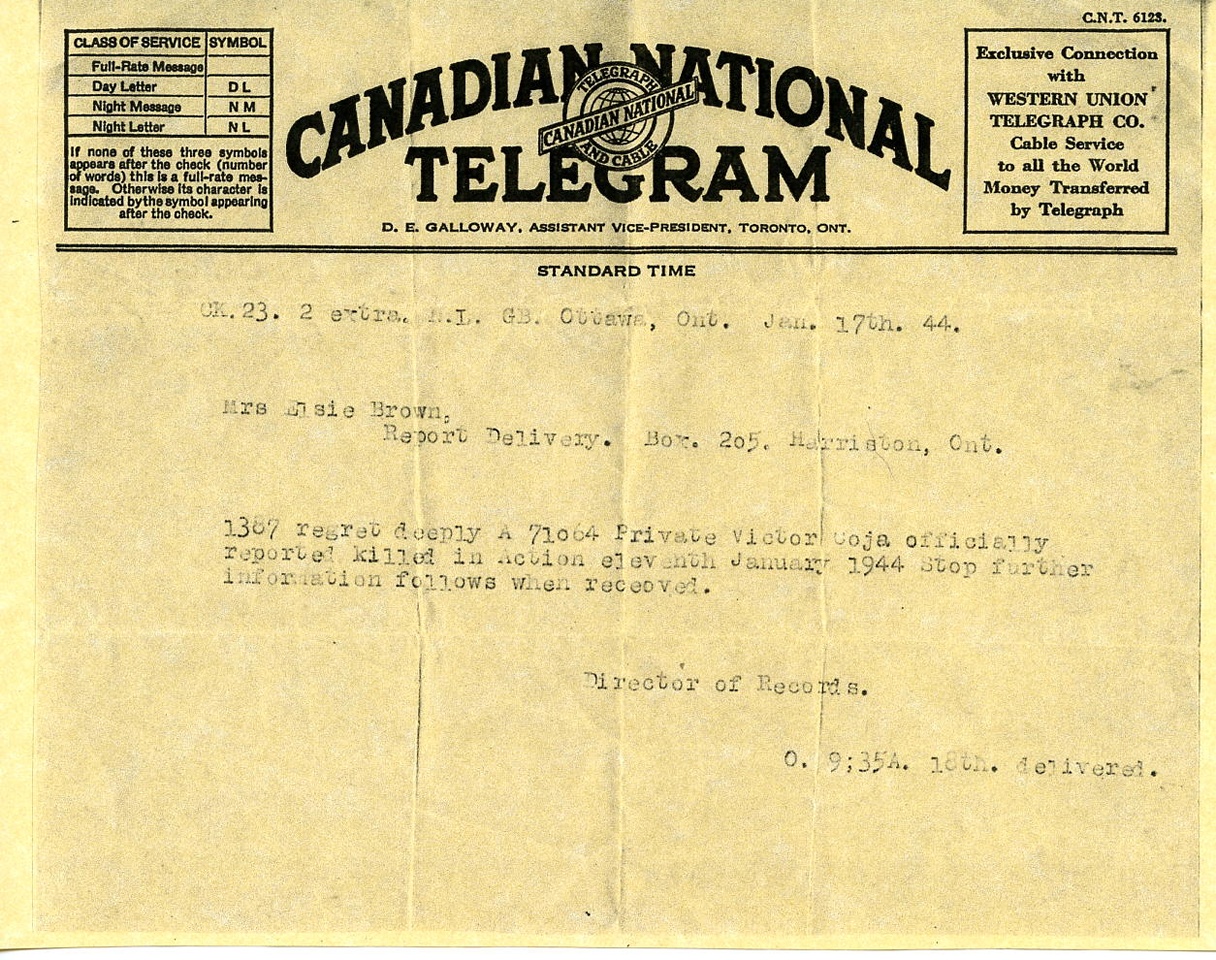 C.N.T. 6123.
CLASS OF SERVICE SYMBOL
Full-Rate Message
Day Letter D L
Night Message N M
Night Letter N L
If none of these three symbols
appears after the check (number
of words) this is a full-rate mes-
sage. Otherwise its character is
indicated by the symbol appearing
after the check.
CANADIAN NATIONAL
TELEGRAPH
CANADIAN NATIONAL
AND CABLE
TELEGRAM
D. E. GALLOWAY, ASSISTANT VICE-PRESIDENT, TORONTO, ONT.
Exclusive Connection
with
WESTERN UNION
TELEGRAPH CO.
Cable Service
to all the World
Money Transferred
by Telegraph
STANDARD TIME
CK.23. 2 extra. N.L. GB. Ottawa, Ont. Jan. 17th. 44.
Mrs Elsie Brown,
Report Delivery. Box. 2o5. Harriston, Ont.
1387 regret deeply A 71o64 Private Victor Coja officially
reported killed in Action eleventh January 1944 Stop further
information follows when receoved.
Director of Records.
O. 9;35A. 18th. delivered.